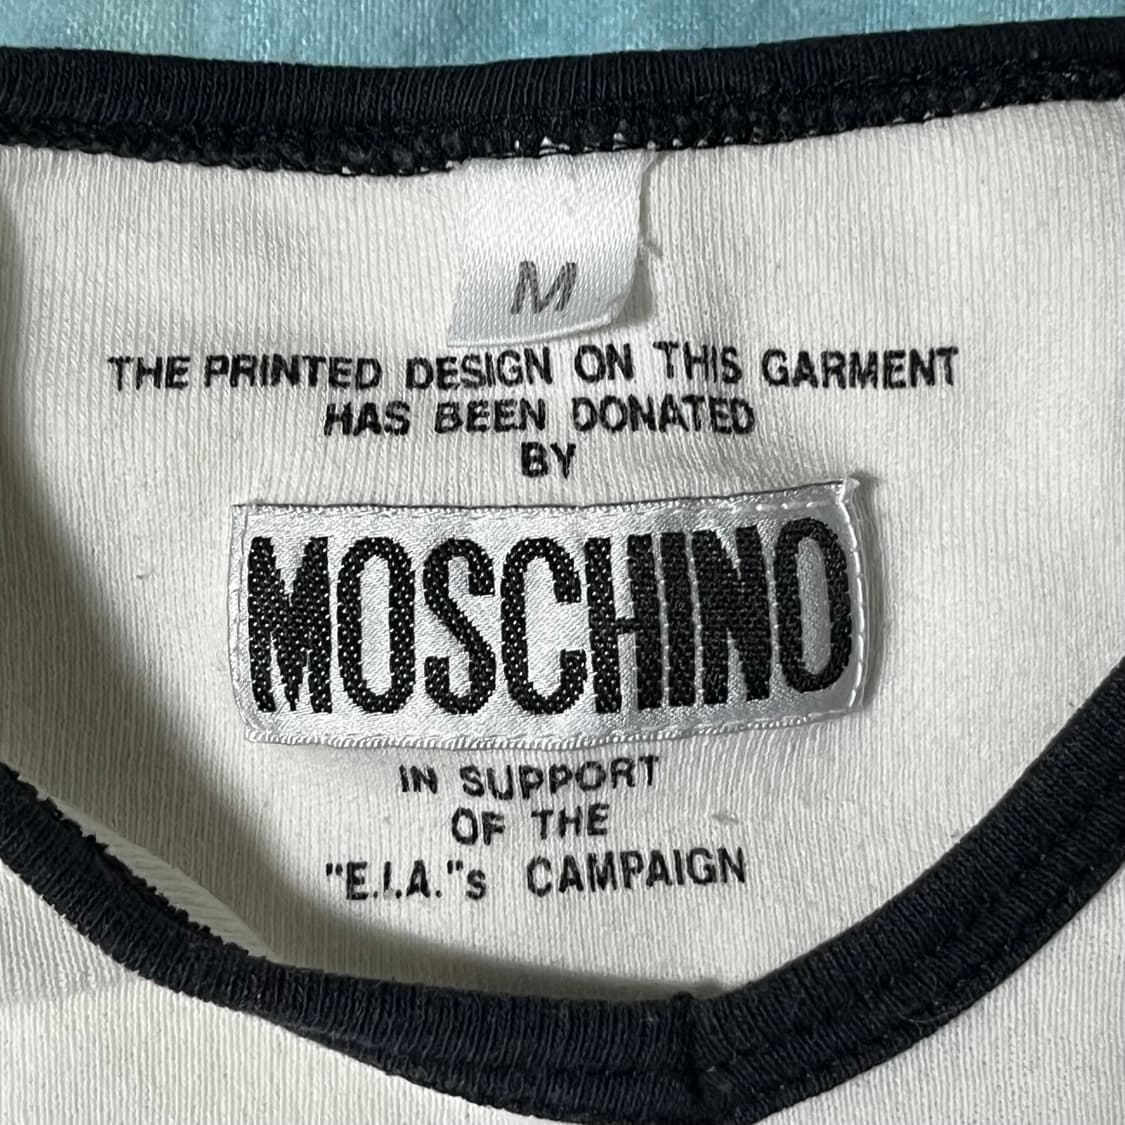 M
THE PRINTED DESIGN ON THIS GARMENT
HAS BEEN DONATED
BY
MOSCHINO
IN SUPPORT
OF THE
"E.I.A."s CAMPAIGN